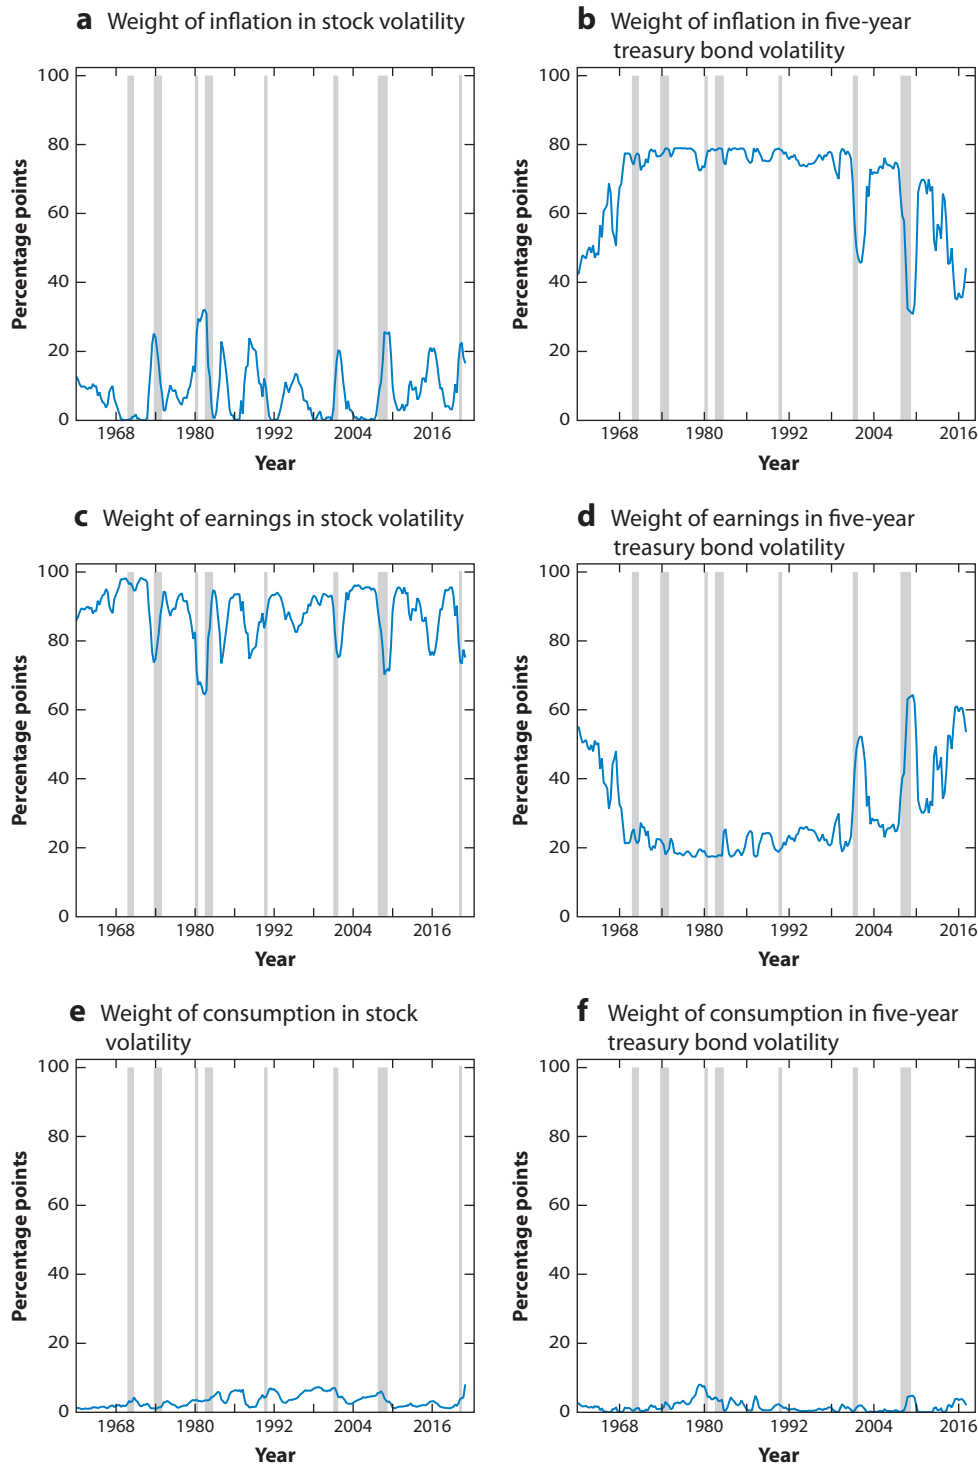 a Weight of inflation in stock volatility
Percentage points
100
80
60
40
20
0
1968 1980 1992 2004 2016
Year
b Weight of inflation in five-year
treasury bond volatility
Percentage points
100
80
60
40
20
0
1968 1980 1992 2004 2016
Year
c Weight of earnings in stock volatility
Percentage points
100
80
60
40
20
0
1968 1980 1992 2004 2016
Year
d Weight of earnings in five-year
treasury bond volatility
Percentage points
100
80
60
40
20
0
1968 1980 1992 2004 2016
Year
e Weight of consumption in stock
volatility
Percentage points
100
80
60
40
20
0
1968 1980 1992 2004 2016
Year
f Weight of consumption in five-year
treasury bond volatility
Percentage points
100
80
60
40
20
0
1968 1980 1992 2004 2016
Year